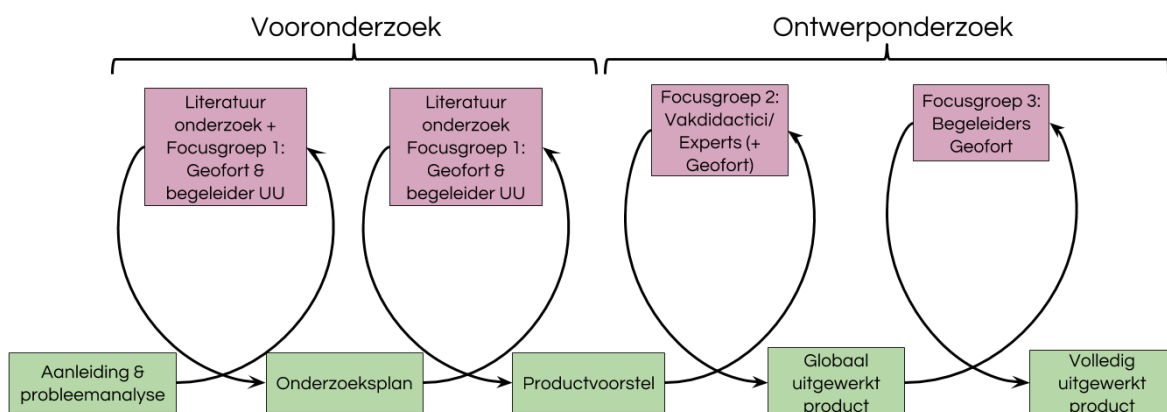 Vooronderzoek
Ontwerponderzoek
Literatuur
onderzoek +
Focusgroep 1:
Geofort &
begeleider UU
Literatuur
onderzoek
Focusgroep 1:
Geofort &
begeleider UU
Focusgroep 2:
Vakdidactici/
Experts (+
Geofort)
Focusgroep 3:
Begeleiders
Geofort
Aanleiding &
probleemanalyse
Onderzoeksplan
Productvoorstel
Globaal
uitgewerkt
product
Volledig
uitgewerkt
product